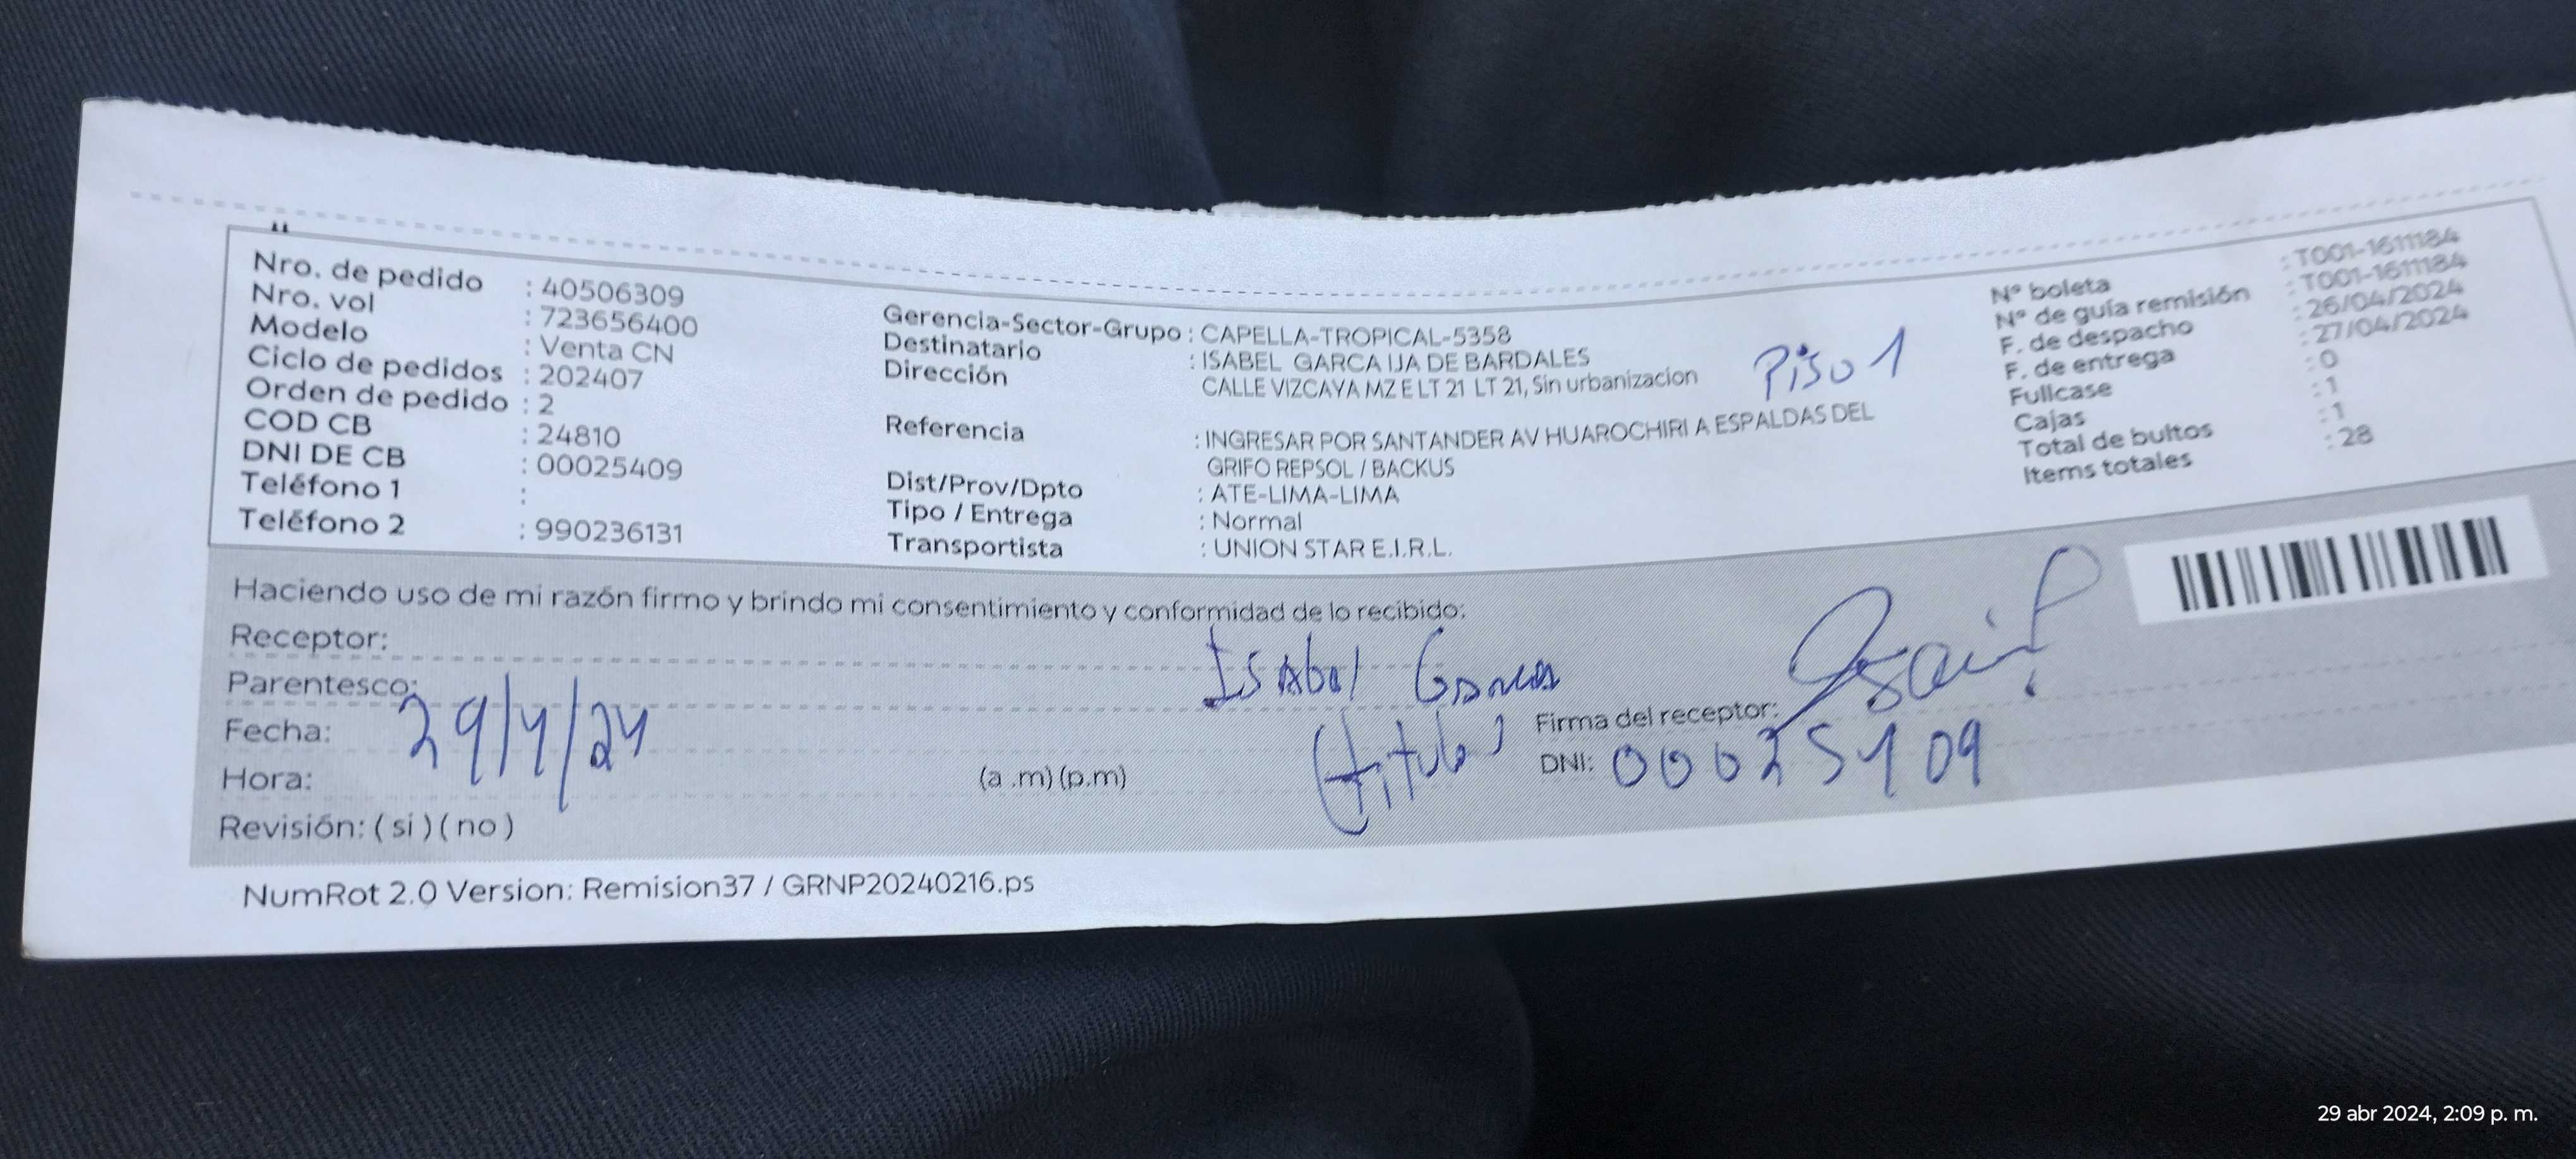 Nro. de pedido : 40506309
Nro. vol : 723656400
Modelo : Venta CN
Ciclo de pedidos : 202407
Orden de pedido : 2
COD CB : 24810
DNI DE CB : 00025409
Teléfono 1 :
Teléfono 2 : 990236131
Gerencia-Sector-Grupo : CAPELLA-TROPICAL-5358
Destinatario : ISABEL GARCA IJA DE BARDALES
Dirección CALLE VIZCAYA MZ E LT 21 LT 21, Sin urbanizacion
Piso 1
Referencia : INGRESAR POR SANTANDER AV HUAROCHIRI A ESPALDAS DEL
GRIFO REPSOL / BACKUS
Dist/Prov/Dpto : ATE-LIMA-LIMA
Tipo / Entrega : Normal
Transportista : UNION STAR E.I.R.L.
N° boleta : T001-1611184
N° de guía remisión : T001-1611184
F. de despacho : 26/04/2024
F. de entrega : 27/04/2024
Fullcase : 0
Cajas : 1
Total de bultos : 1
Items totales : 28
Haciendo uso de mi razón firmo y brindo mi consentimiento y conformidad de lo recibido:
Receptor: Isabel Garcia
Parentesco: (titular)
Fecha: 29/4/24
Hora: (a .m) (p.m)
Revisión: ( si ) ( no )
Firma del receptor:
DNI: 00025409
NumRot 2.0 Version: Remision37 / GRNP20240216.ps
29 abr 2024, 2:09 p. m.